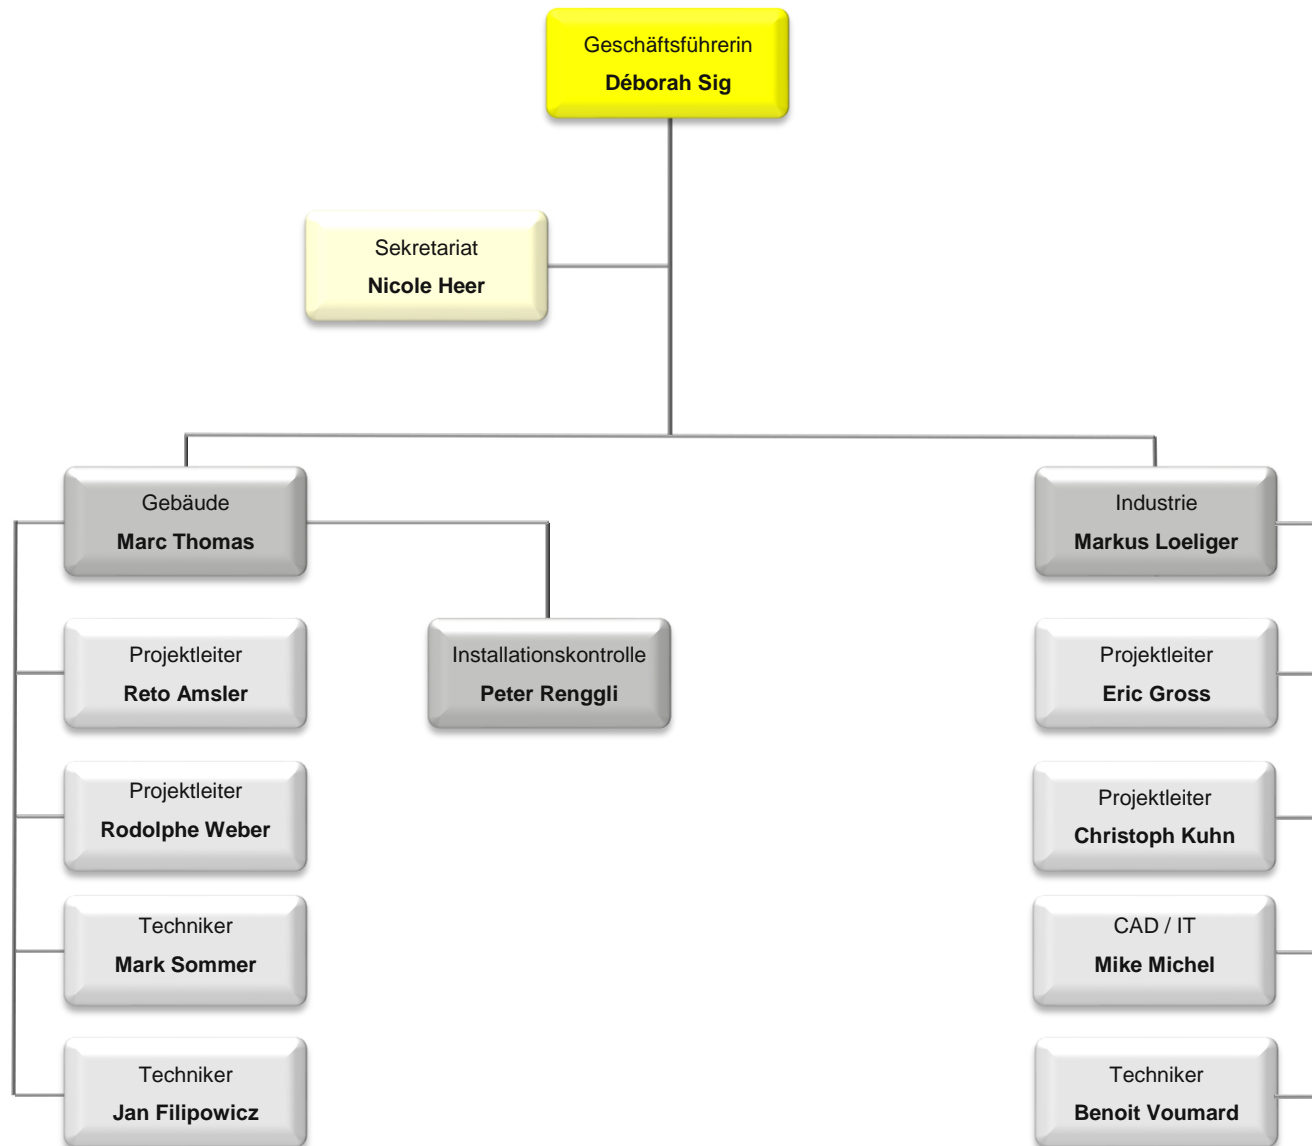 Geschäftsführerin
Déborah Sig
Sekretariat
Nicole Heer
Gebäude
Marc Thomas
Industrie
Markus Loeliger
Projektleiter
Reto Amsler
Installationskontrolle
Peter Renggli
Projektleiter
Eric Gross
Projektleiter
Rodolphe Weber
Projektleiter
Christoph Kuhn
Techniker
Mark Sommer
CAD / IT
Mike Michel
Techniker
Jan Filipowicz
Techniker
Benoit Voumard